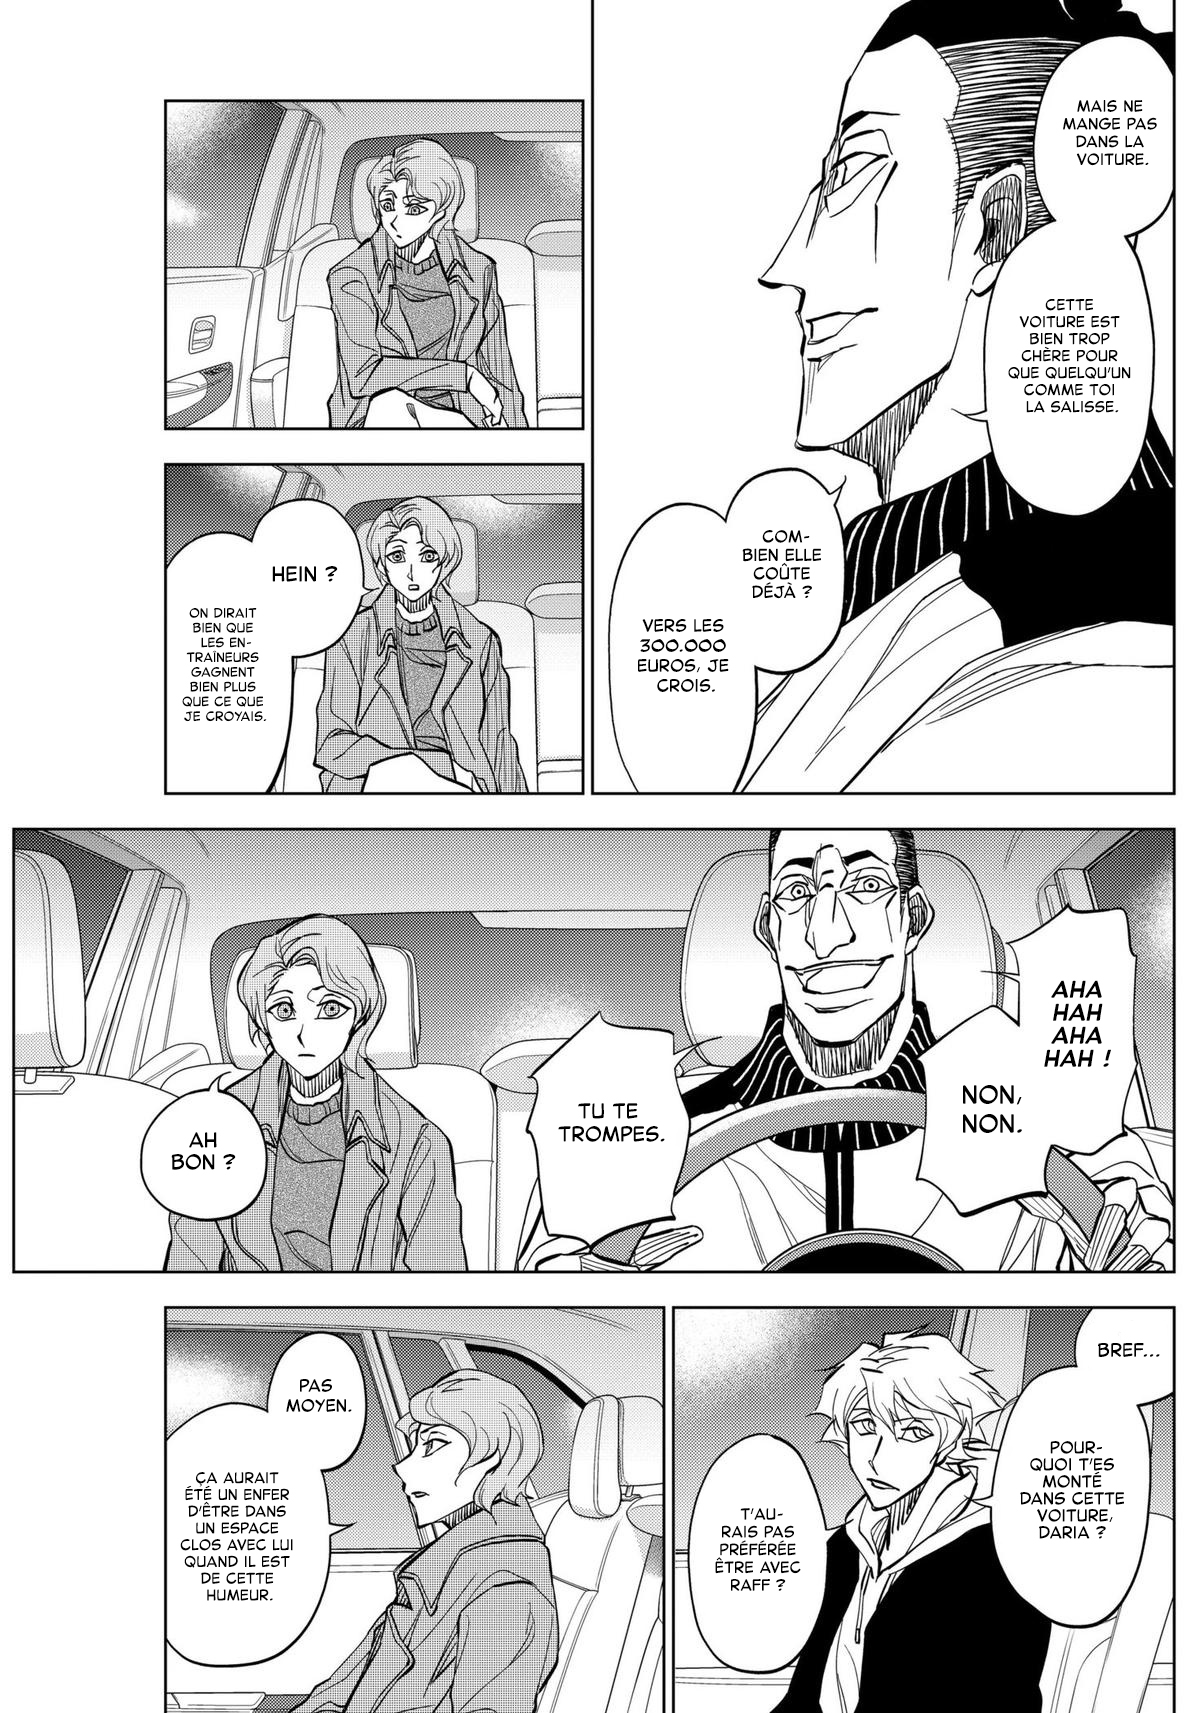 MAIS NE
MANGE PAS
DANS LA
VOITURE.
CETTE
VOITURE EST
BIEN TROP
CHÈRE POUR
QUE QUELQU'UN
COMME TOI
LA SALISSE.
COM-
BIEN ELLE
COÛTE
DÉJÀ ?
VERS LES
300.000
EUROS, JE
CROIS.
HEIN ?
ON DIRAIT
BIEN QUE
LES EN-
TRAÎNEURS
GAGNENT
BIEN PLUS
QUE CE QUE
JE CROYAIS.
AHA
HAH
AHA
HAH !
NON,
NON.
TU TE
TROMPES.
AH
BON ?
BREF...
POUR-
QUOI T'ES
MONTÉ
DANS CETTE
VOITURE,
DARIA ?
T'AU-
RAIS PAS
PRÉFÉRÉE
ÊTRE AVEC
RAFF ?
PAS
MOYEN.
ÇA AURAIT
ÉTÉ UN ENFER
D'ÊTRE DANS
UN ESPACE
CLOS AVEC LUI
QUAND IL EST
DE CETTE
HUMEUR.